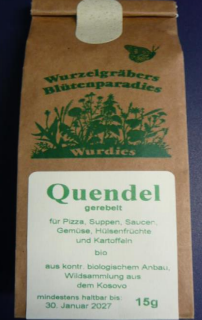 Wurzelgräbers
Blütenparadies
Wurdies
Quendel
gerebelt
für Pizza, Suppen, Saucen,
Gemüse, Hülsenfrüchte
und Kartoffeln
bio
aus kontr. biologischem Anbau,
Wildsammlung aus
dem Kosovo
mindestens haltbar bis:
30. Januar 2027
15g